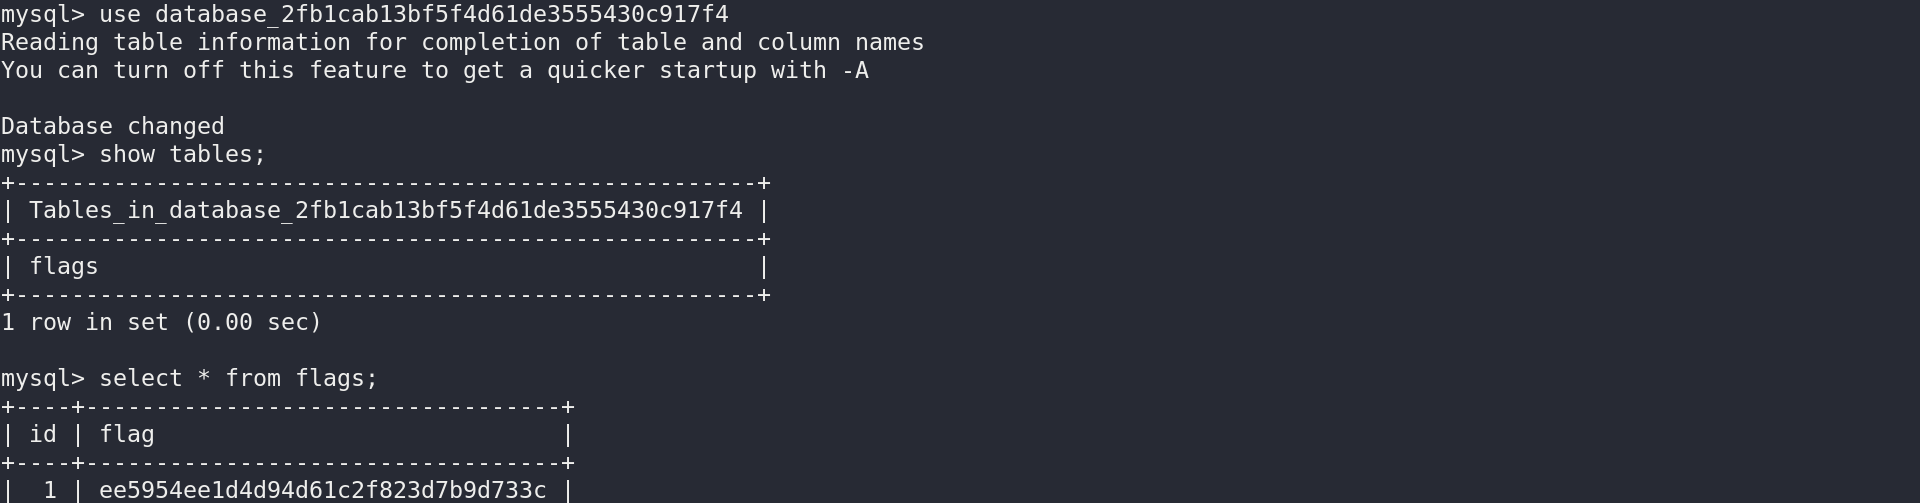 mysql> use database_2fb1cab13bf5f4d61de3555430c917f4
Reading table information for completion of table and column names
You can turn off this feature to get a quicker startup with -A

Database changed
mysql> show tables;
+-----------------------------------------------------+
| Tables_in_database_2fb1cab13bf5f4d61de3555430c917f4 |
+-----------------------------------------------------+
| flags                                               |
+-----------------------------------------------------+
1 row in set (0.00 sec)

mysql> select * from flags;
+----+----------------------------------+
| id | flag                             |
+----+----------------------------------+
|  1 | ee5954ee1d4d94d61c2f823d7b9d733c |